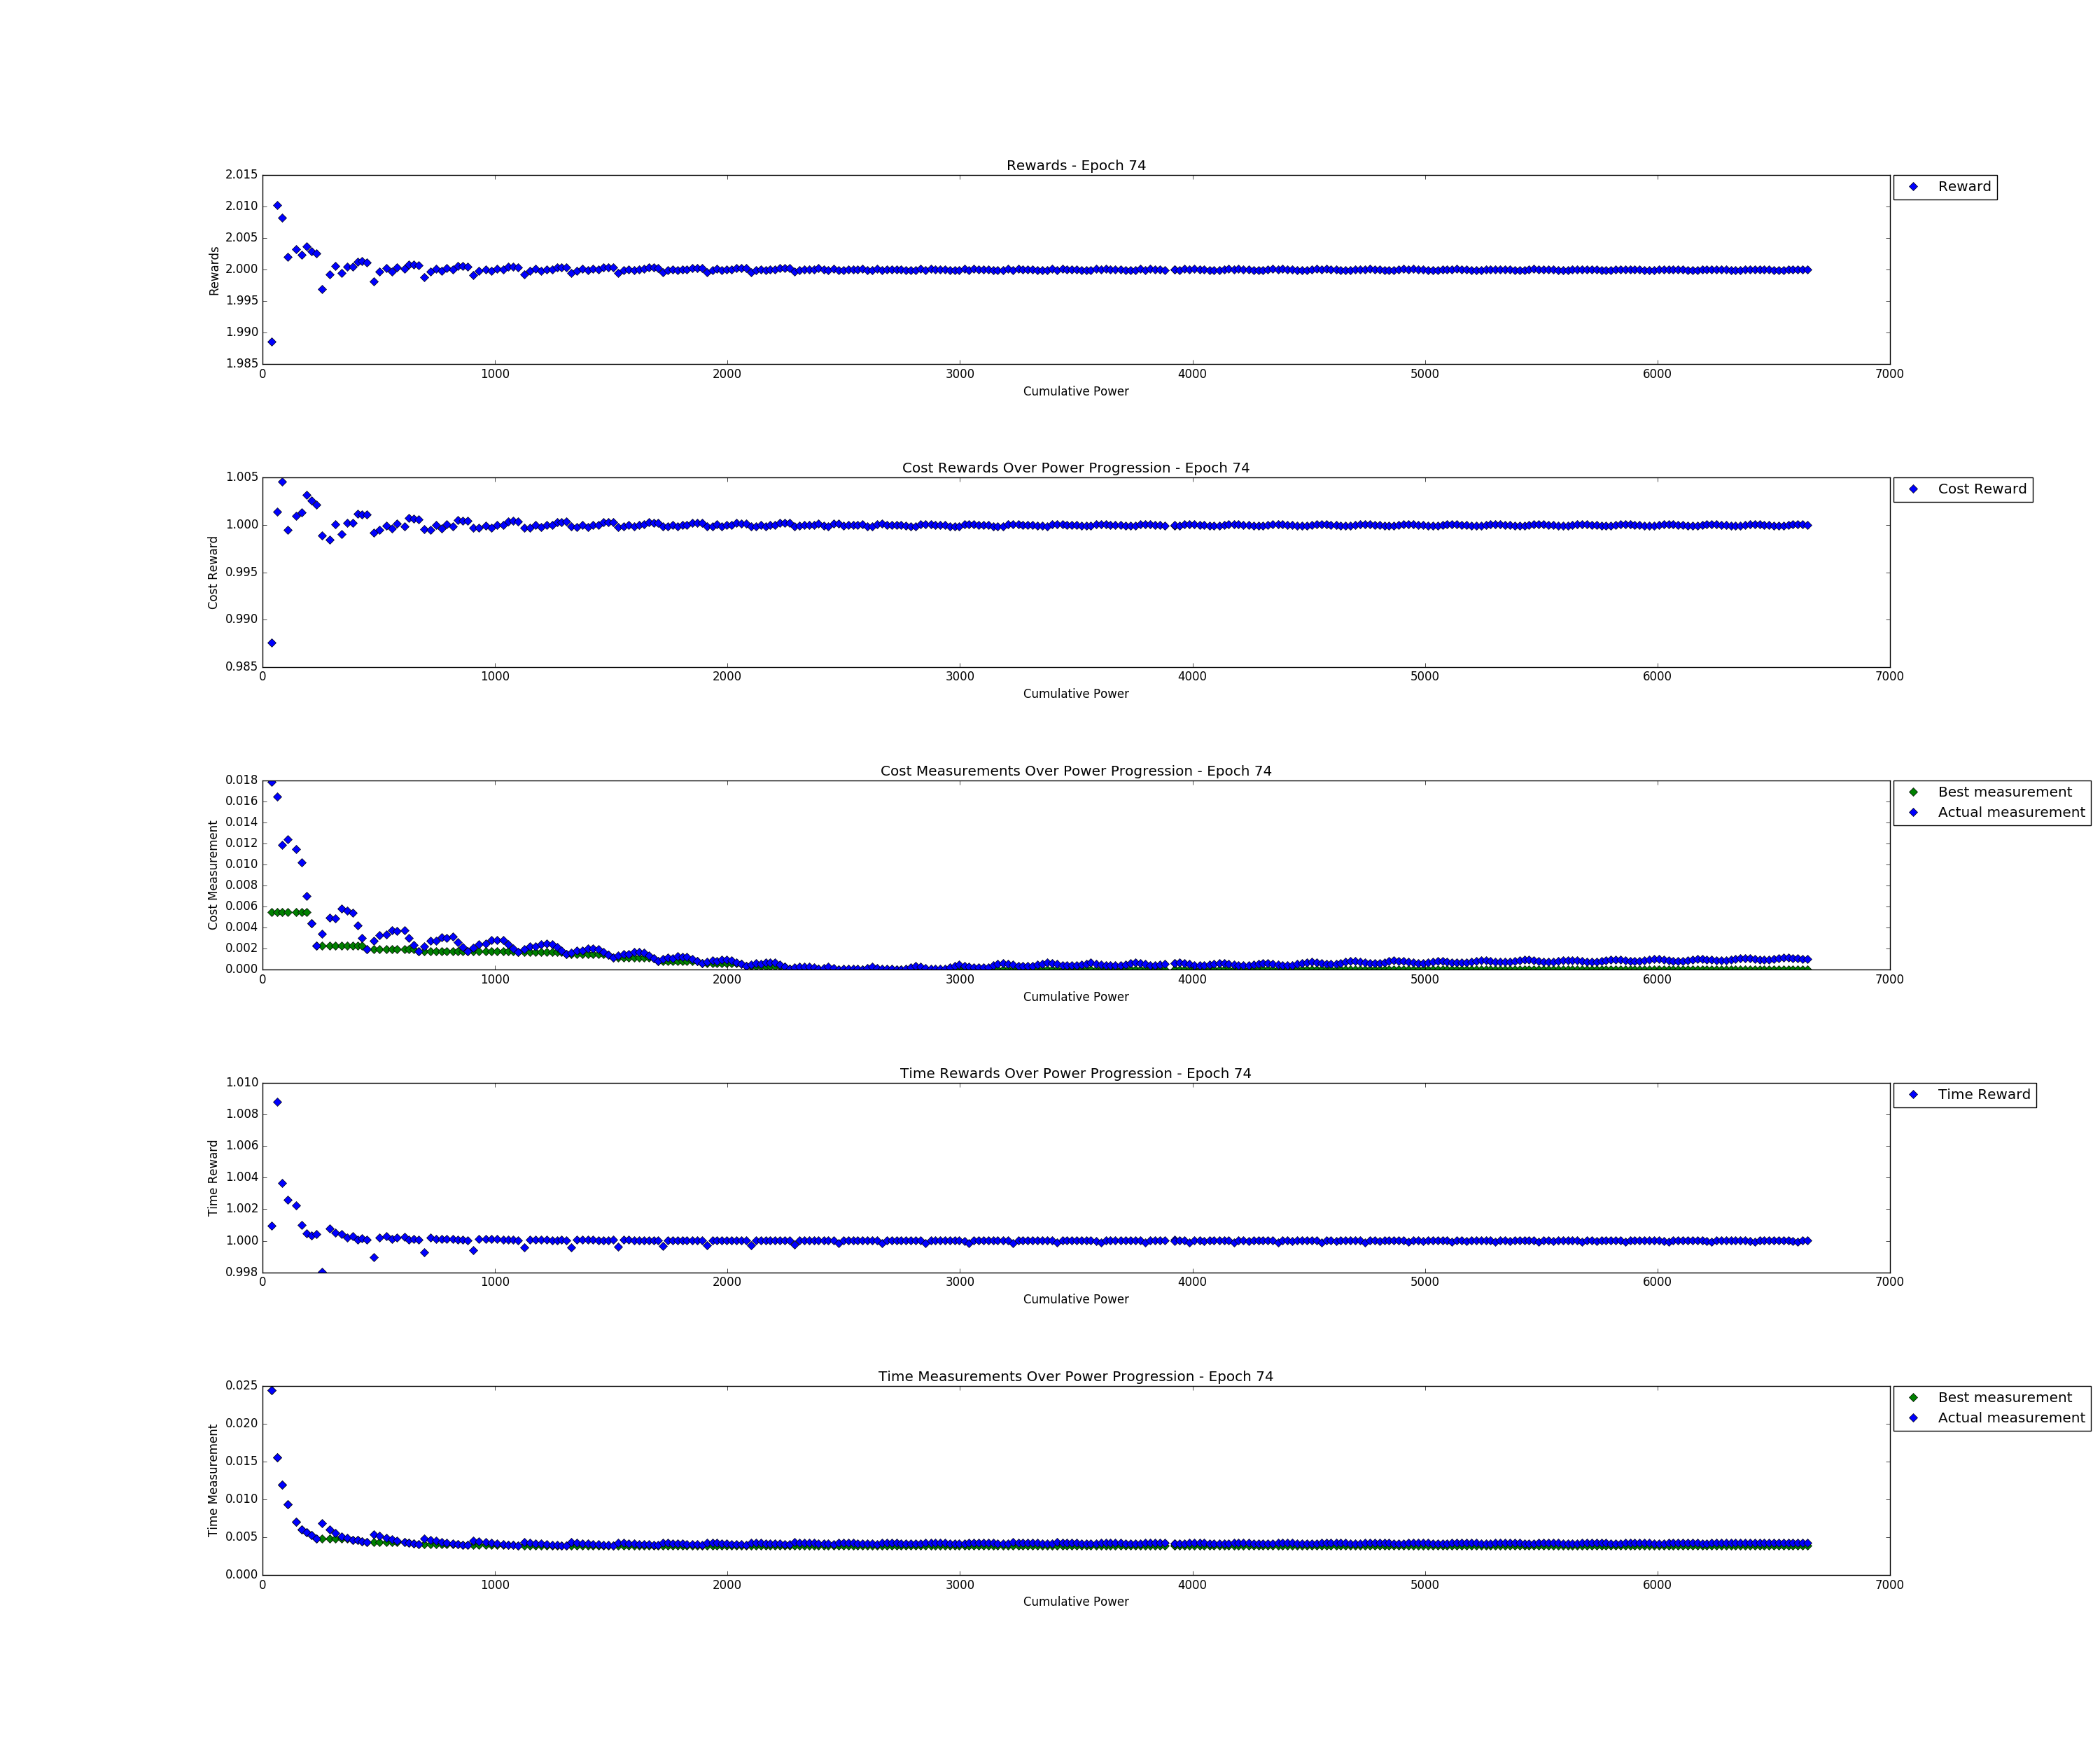 Rewards - Epoch 74
2.015
2.010
2.005
2.000
1.995
1.990
1.985
Rewards
0 1000 2000 3000 4000 5000 6000 7000
Cumulative Power
Reward
Cost Rewards Over Power Progression - Epoch 74
1.005
1.000
0.995
0.990
0.985
Cost Reward
0 1000 2000 3000 4000 5000 6000 7000
Cumulative Power
Cost Reward
Cost Measurements Over Power Progression - Epoch 74
0.018
0.016
0.014
0.012
0.010
0.008
0.006
0.004
0.002
0.000
Cost Measurement
0 1000 2000 3000 4000 5000 6000 7000
Cumulative Power
Best measurement
Actual measurement
Time Rewards Over Power Progression - Epoch 74
1.010
1.008
1.006
1.004
1.002
1.000
0.998
Time Reward
0 1000 2000 3000 4000 5000 6000 7000
Cumulative Power
Time Reward
Time Measurements Over Power Progression - Epoch 74
0.025
0.020
0.015
0.010
0.005
0.000
Time Measurement
0 1000 2000 3000 4000 5000 6000 7000
Cumulative Power
Best measurement
Actual measurement